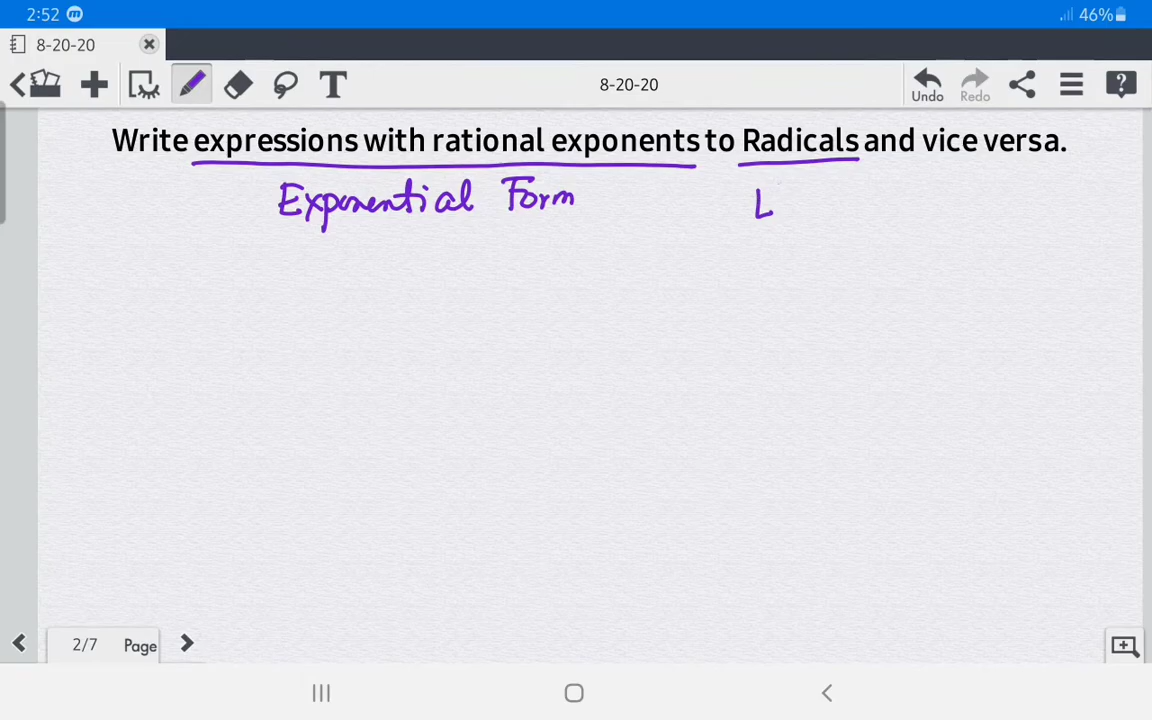 2:52 46%
8-20-20
8-20-20
Undo Redo
Write expressions with rational exponents to Radicals and vice versa.
Exponential Form L
2/7 Page